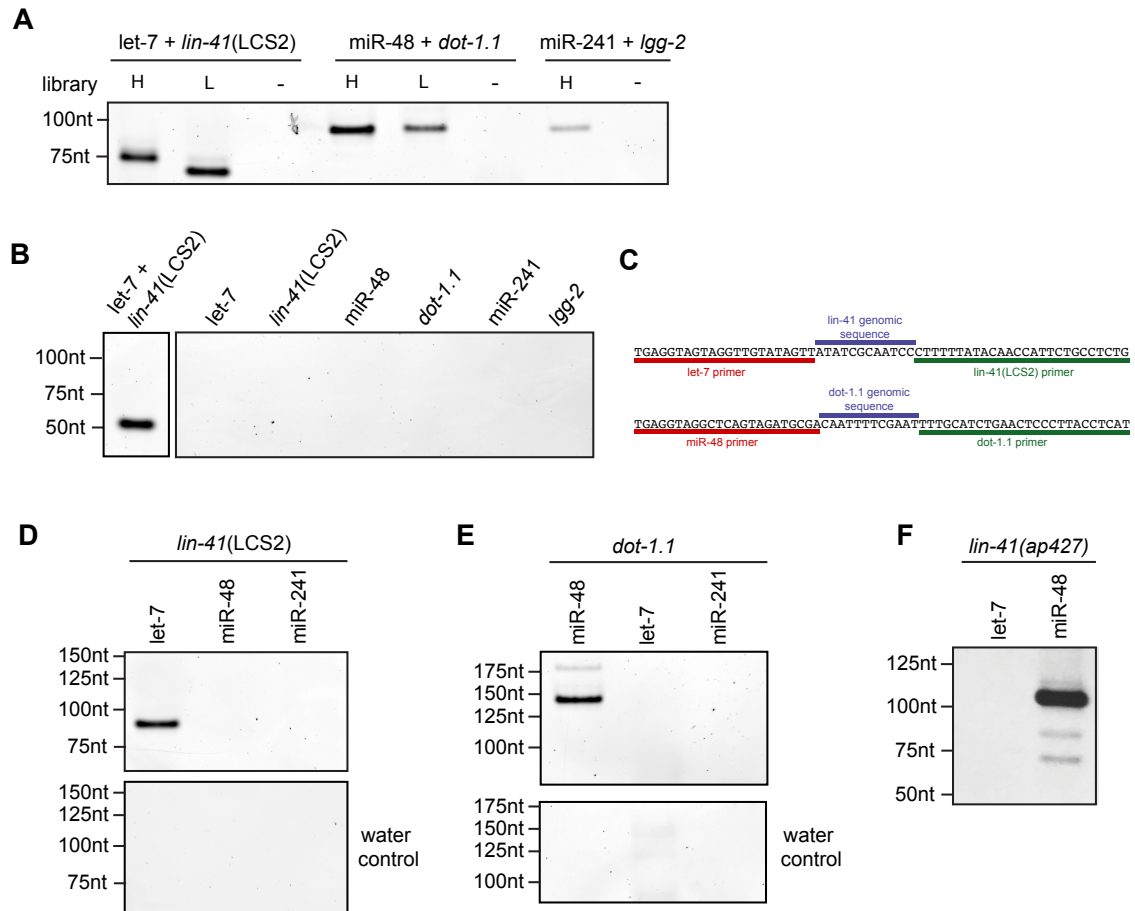 A
let-7 + lin-41(LCS2)
miR-48 + dot-1.1
miR-241 + lgg-2
library H L - H L - H -
100nt
75nt
B
let-7 + lin-41(LCS2)
let-7
lin-41(LCS2)
miR-48
dot-1.1
miR-241
lgg-2
100nt
75nt
50nt
C
lin-41 genomic
sequence
TGAGGTAGTAGGTTGTATAGTTATATCGCAATCCCTTTTTATACAACCATTCTGCCTCTG
let-7 primer
lin-41(LCS2) primer
dot-1.1 genomic
sequence
TGAGGTAGGCTCAGTAGATGCGACAATTTTCGAATTTTGCATCTGAACTCCCTTACCTCAT
miR-48 primer
dot-1.1 primer
D
lin-41(LCS2)
let-7
miR-48
miR-241
150nt
125nt
100nt
75nt
150nt
125nt
100nt
75nt
water
control
E
dot-1.1
miR-48
let-7
miR-241
175nt
150nt
125nt
100nt
175nt
150nt
125nt
100nt
water
control
F
lin-41(ap427)
let-7
miR-48
125nt
100nt
75nt
50nt